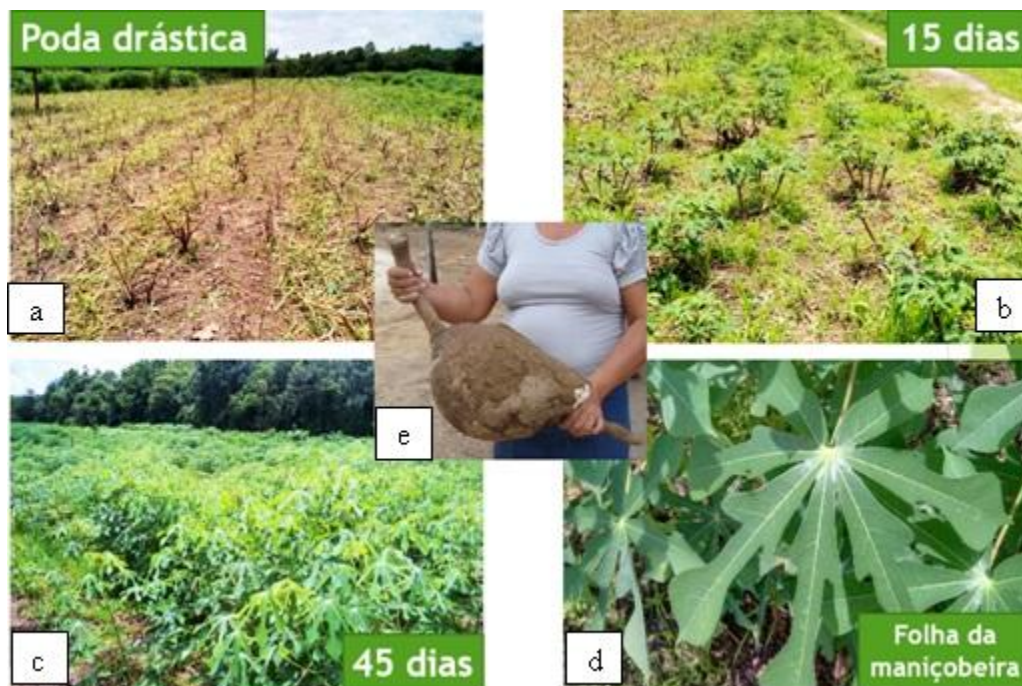 Poda drástica
15 dias
a
b
e
c
45 dias
d
Folha da
maniçobeira